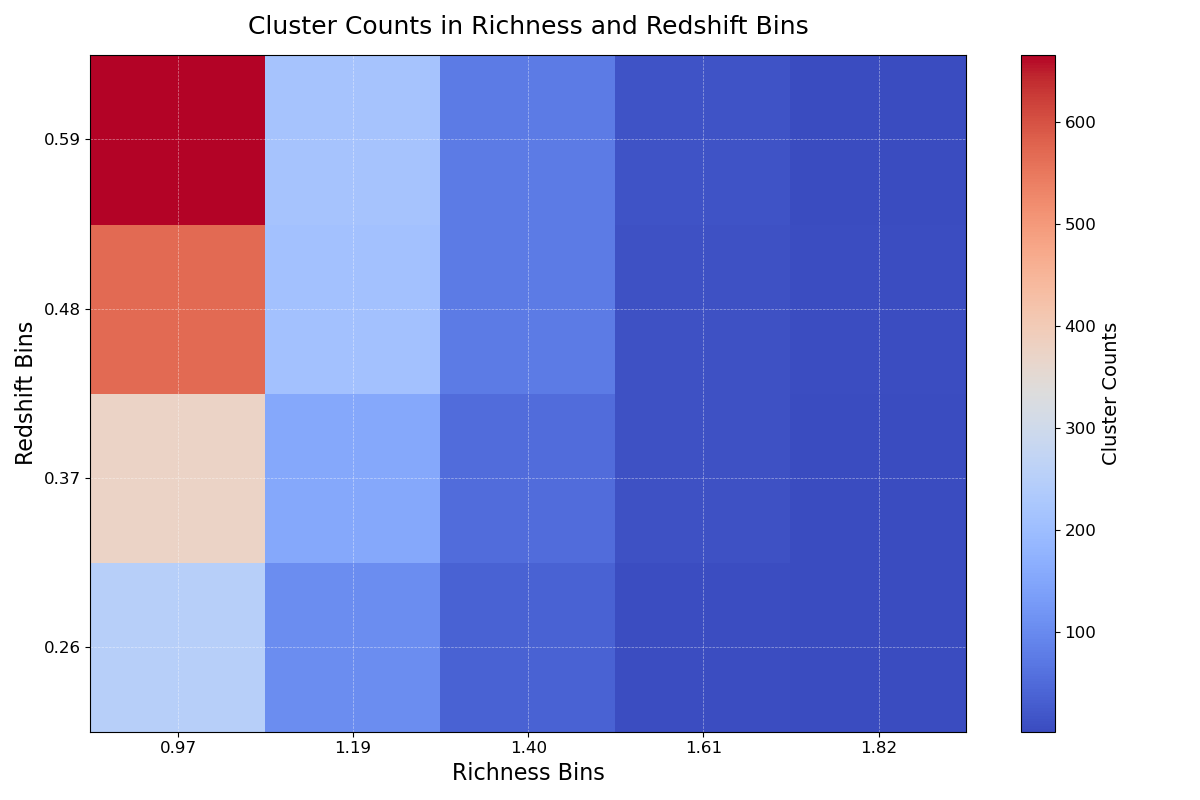 Cluster Counts in Richness and Redshift Bins
0.59
0.48
0.37
0.26
Redshift Bins
0.97 1.19 1.40 1.61 1.82
Richness Bins
600
500
400
300
200
100
Cluster Counts